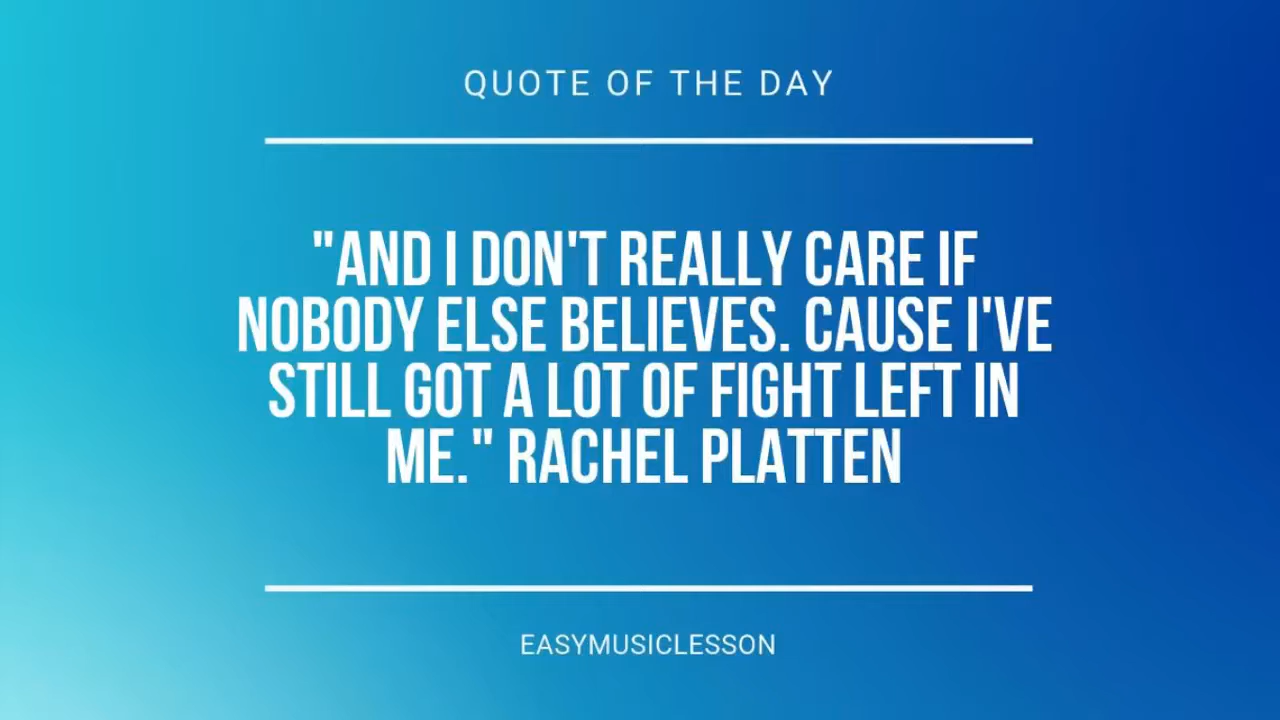 QUOTE OF THE DAY
"AND I DON'T REALLY CARE IF
NOBODY ELSE BELIEVES. CAUSE I'VE
STILL GOT A LOT OF FIGHT LEFT IN
ME." RACHEL PLATTEN
EASYMUSICLESSON